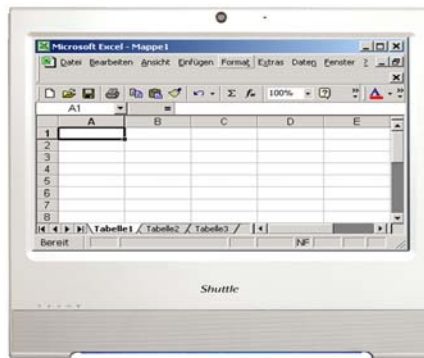 Microsoft Excel - Mappe1
Datei Bearbeiten Ansicht Einfügen Format Extras Daten Fenster ?
Σ fx 100%
A1 =
A B C D E
1
2
3
4
5
6
7
8
Tabelle1 Tabelle2 Tabelle3
Bereit NF
Shuttle